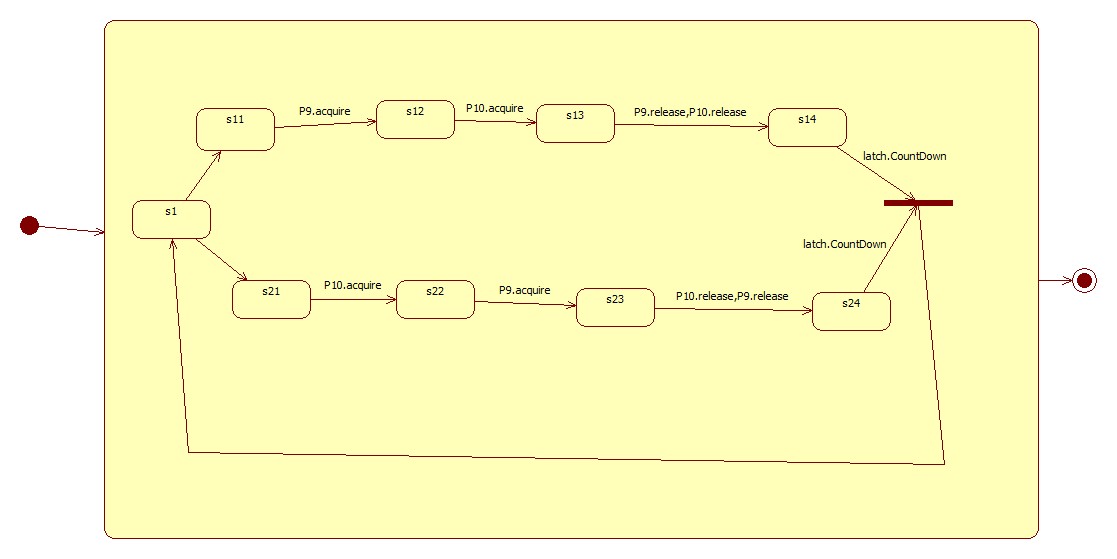 s11
P9.acquire
s12
P10.acquire
s13
P9.release,P10.release
s14
latch.CountDown
s1
latch.CountDown
s21
P10.acquire
s22
P9.acquire
s23
P10.release,P9.release
s24